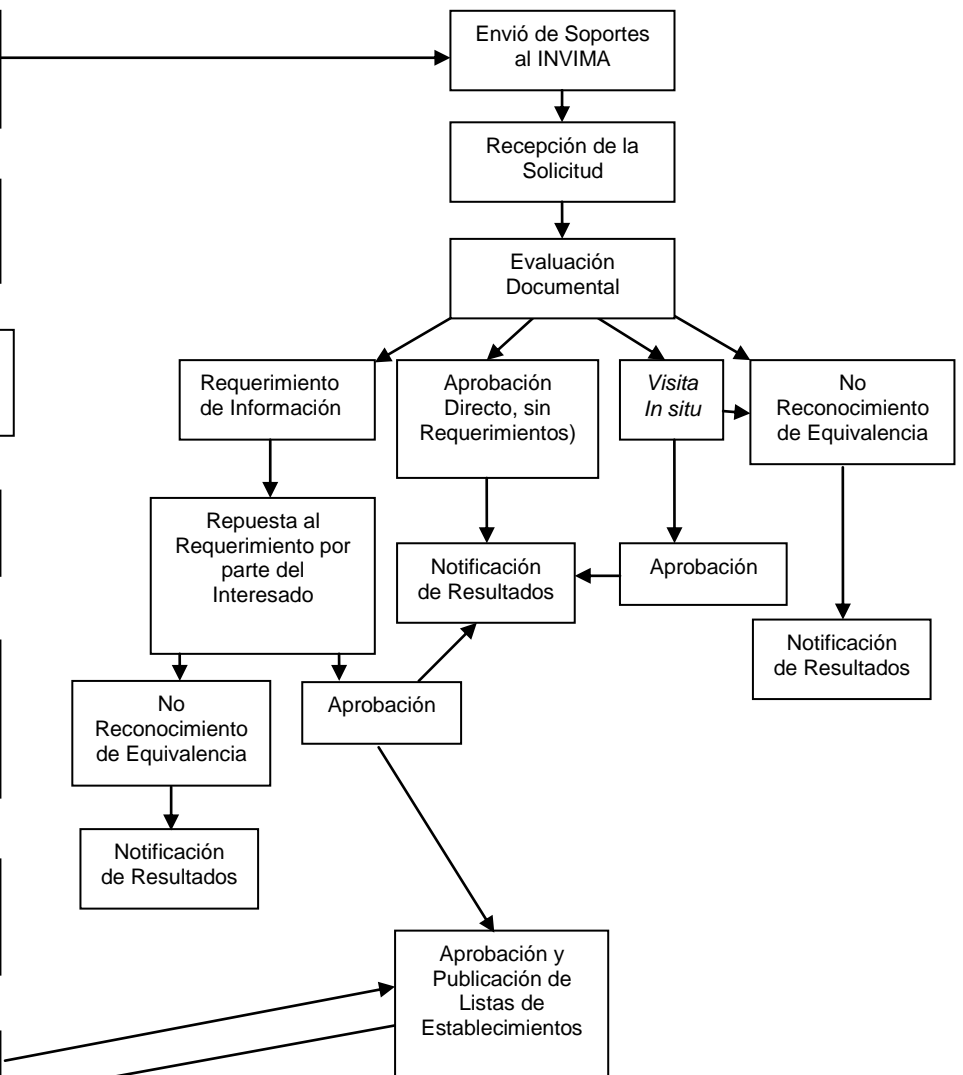 Envió de Soportes
al INVIMA
Recepción de la
Solicitud
Evaluación
Documental
Requerimiento
de Información
Aprobación
Directo, sin
Requerimientos)
Visita
In situ
No
Reconocimiento
de Equivalencia
Repuesta al
Requerimiento por
parte del
Interesado
Notificación
de Resultados
Aprobación
Notificación
de Resultados
No
Reconocimiento
de Equivalencia
Aprobación
Notificación
de Resultados
Aprobación y
Publicación de
Listas de
Establecimientos